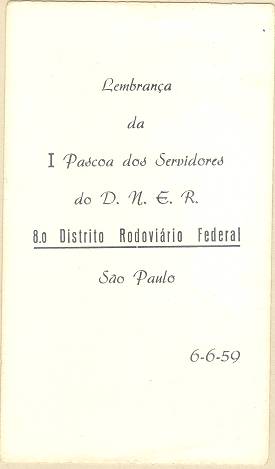 Lembrança
da
I Pascoa dos Servidores
do D. N. E. R.
8.o Distrito Rodoviário Federal
São Paulo
6-6-59